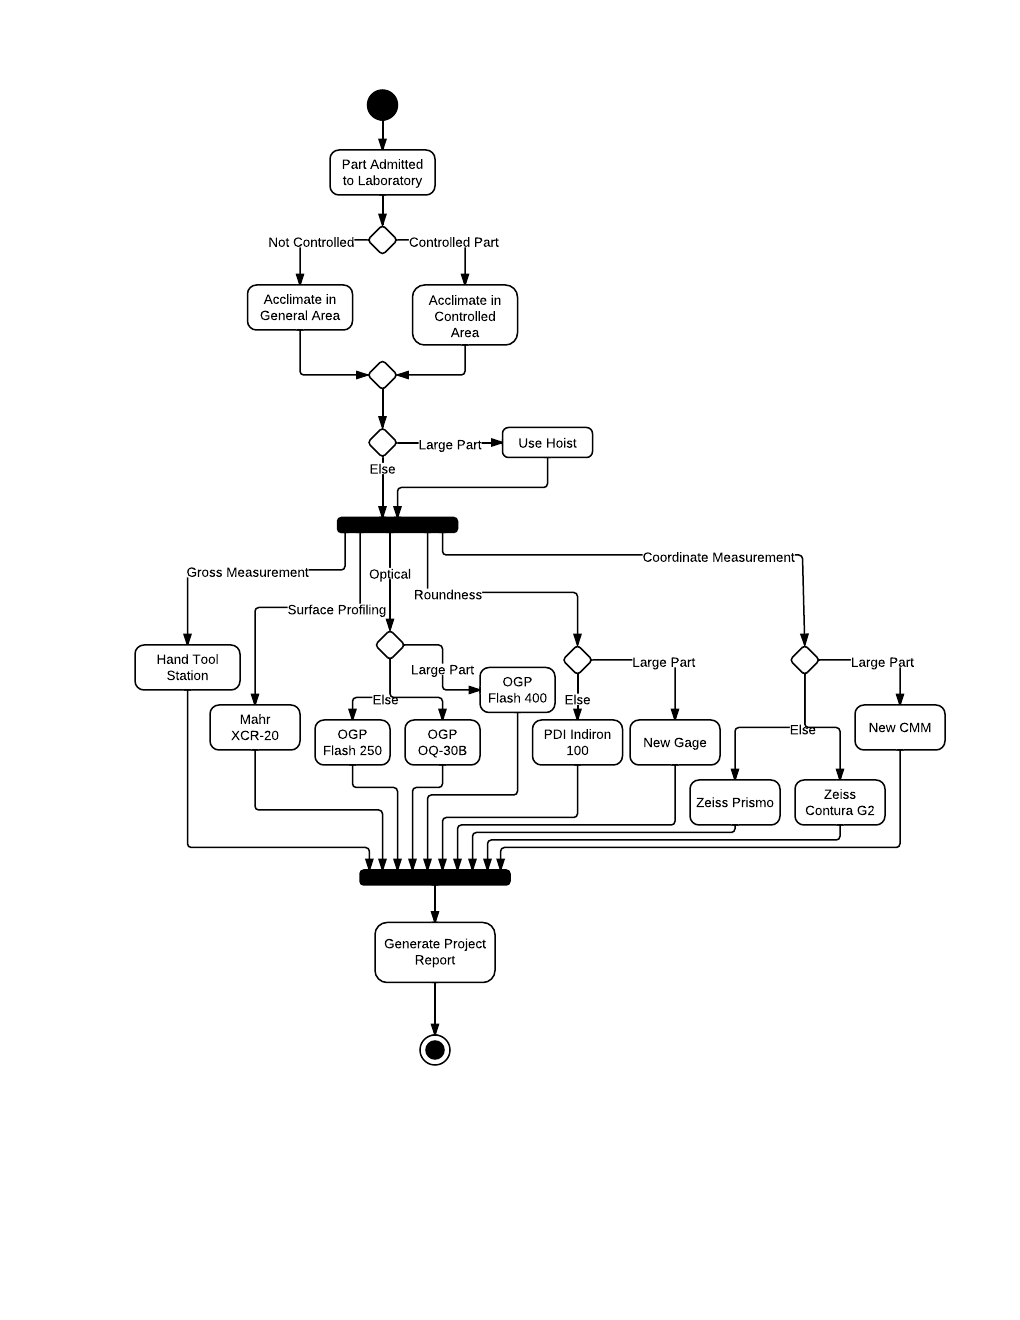 Part Admitted
to Laboratory
Not Controlled
Controlled Part
Acclimate in
General Area
Acclimate in
Controlled
Area
Large Part
Use Hoist
Else
Coordinate Measurement
Gross Measurement
Optical
Roundness
Surface Profiling
Hand Tool
Station
Large Part
Large Part
Large Part
OGP
Flash 400
Else
Else
Mahr
XCR-20
OGP
Flash 250
OGP
OQ-30B
PDI Indiron
100
New Gage
Else
New CMM
Zeiss Prismo
Zeiss
Contura G2
Generate Project
Report